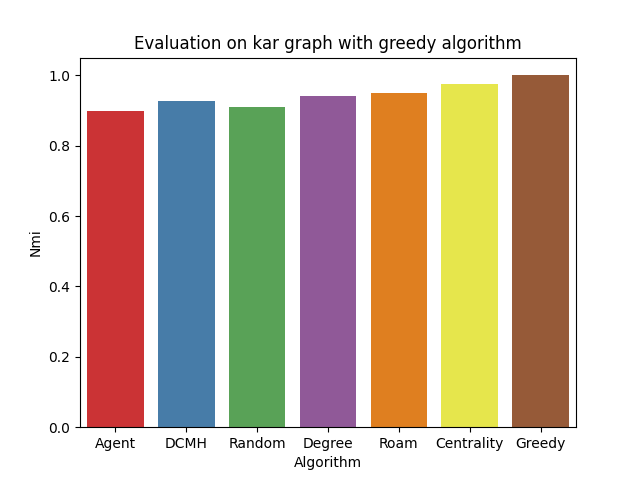 Evaluation on kar graph with greedy algorithm
1.0
0.8
0.6
0.4
0.2
0.0
Nmi
Agent DCMH Random Degree Roam Centrality Greedy
Algorithm